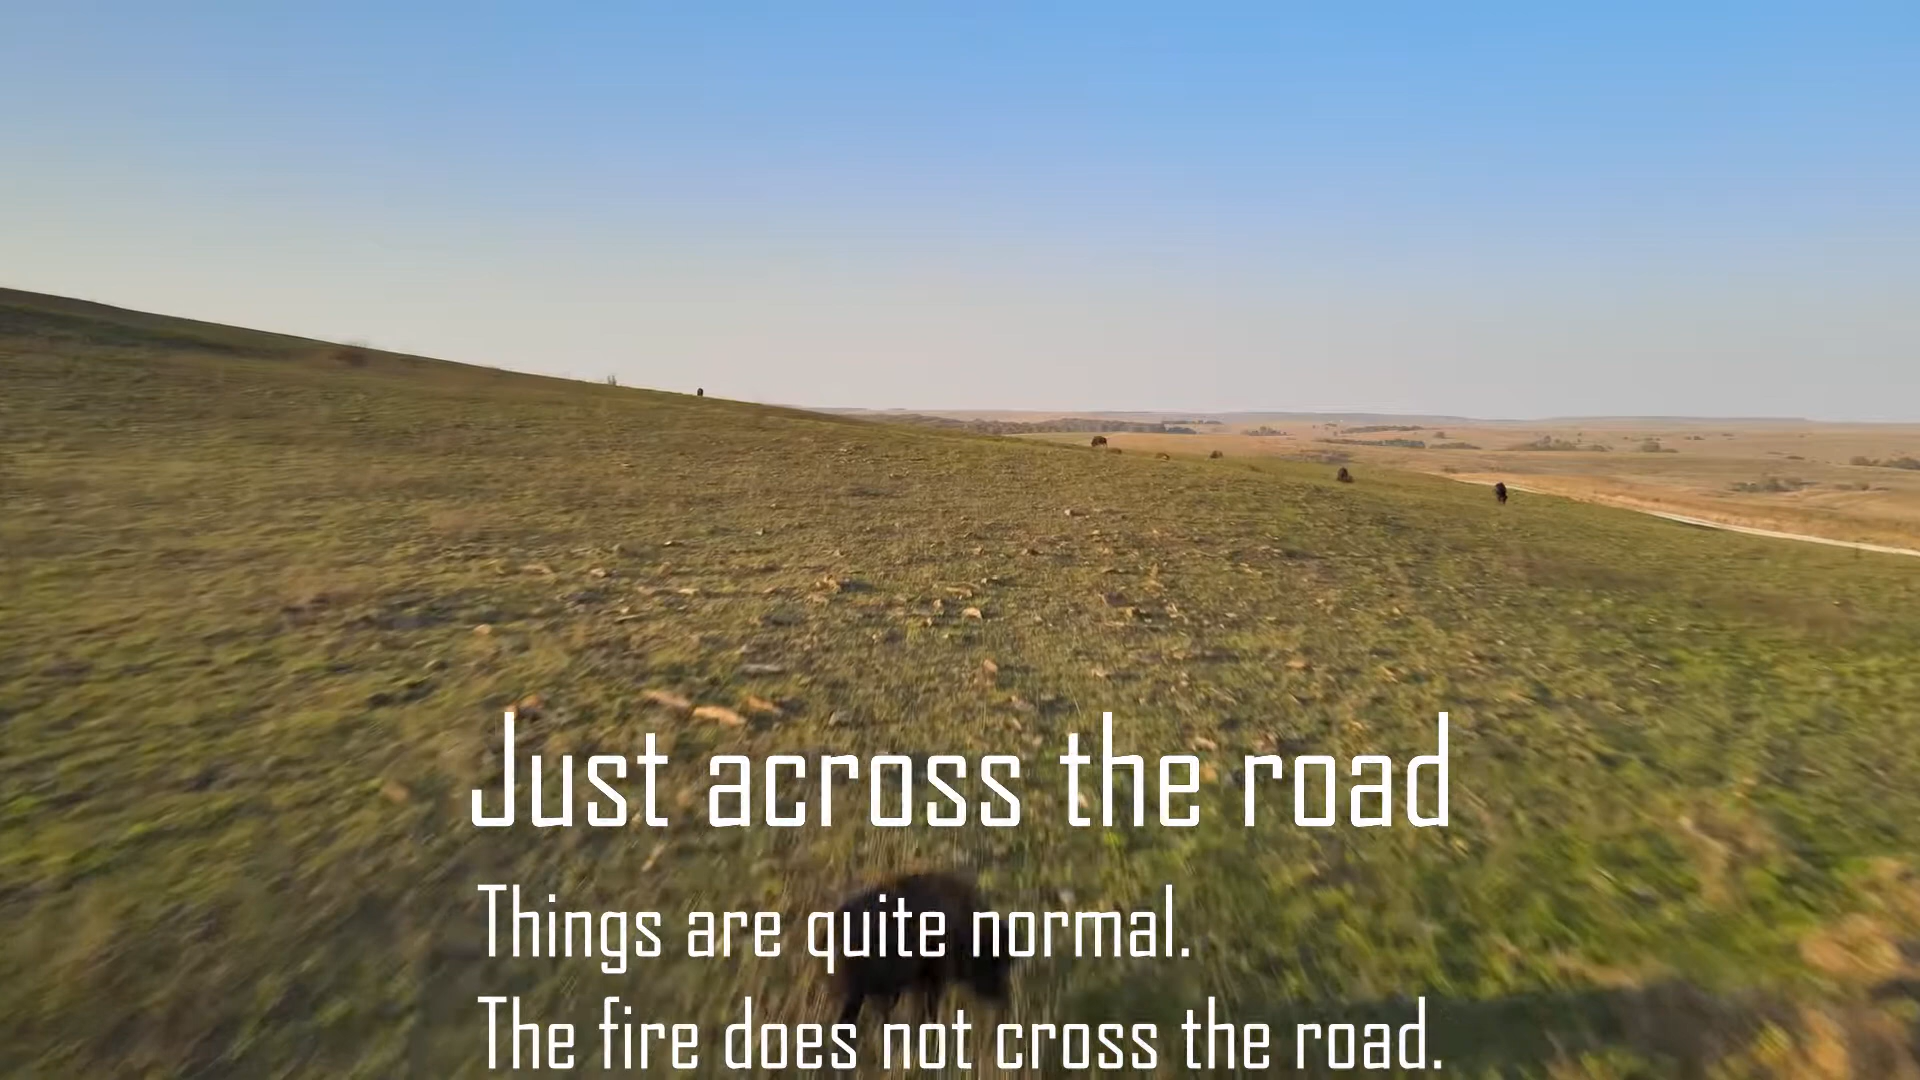 Just across the road
Things are quite normal.
The fire does not cross the road.